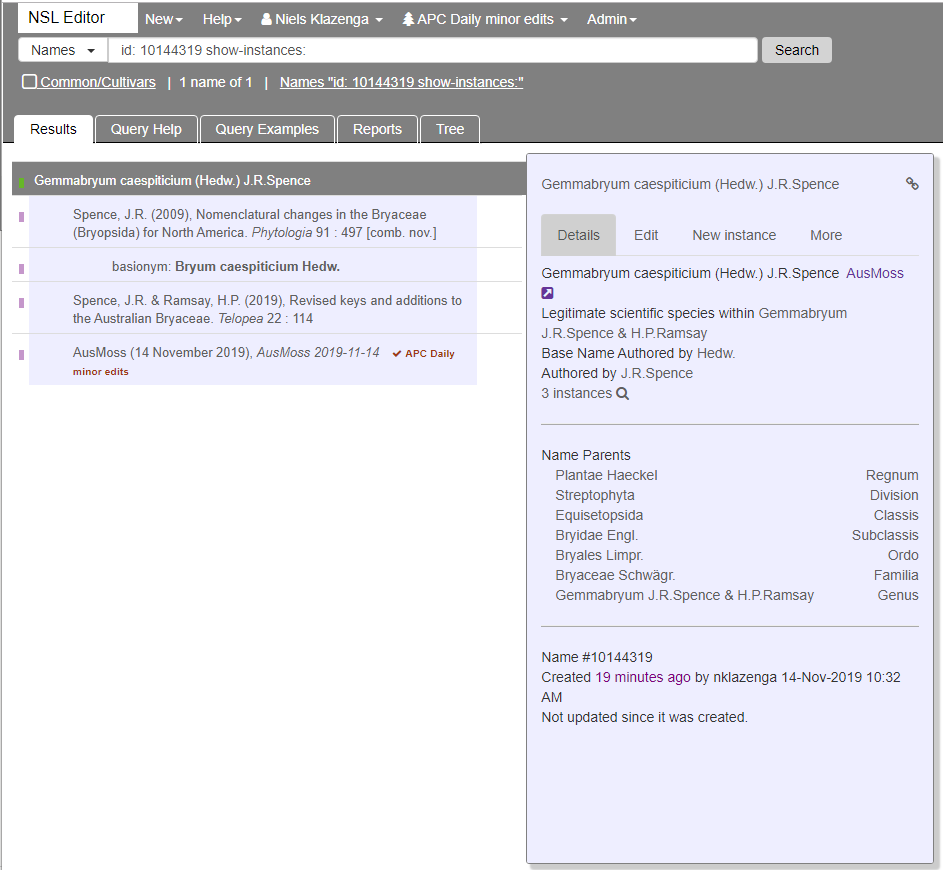 NSL Editor New Help Niels Klazenga APC Daily minor edits Admin
Names id: 10144319 show-instances: Search
Common/Cultivars | 1 name of 1 | Names "id: 10144319 show-instances:"
Results Query Help Query Examples Reports Tree
Gemmabryum caespiticium (Hedw.) J.R.Spence
Spence, J.R. (2009), Nomenclatural changes in the Bryaceae
(Bryopsida) for North America. Phytologia 91 : 497 [comb. nov.]
basionym: Bryum caespiticium Hedw.
Spence, J.R. & Ramsay, H.P. (2019), Revised keys and additions to
the Australian Bryaceae. Telopea 22 : 114
AusMoss (14 November 2019), AusMoss 2019-11-14 ✔ APC Daily
minor edits
Gemmabryum caespiticium (Hedw.) J.R.Spence
Details Edit New instance More
Gemmabryum caespiticium (Hedw.) J.R.Spence AusMoss
Legitimate scientific species within Gemmabryum
J.R.Spence & H.P.Ramsay
Base Name Authored by Hedw.
Authored by J.R.Spence
3 instances
Name Parents
Plantae Haeckel Regnum
Streptophyta Division
Equisetopsida Classis
Bryidae Engl. Subclassis
Bryales Limpr. Ordo
Bryaceae Schwägr. Familia
Gemmabryum J.R.Spence & H.P.Ramsay Genus
Name #10144319
Created 19 minutes ago by nklazenga 14-Nov-2019 10:32
AM
Not updated since it was created.